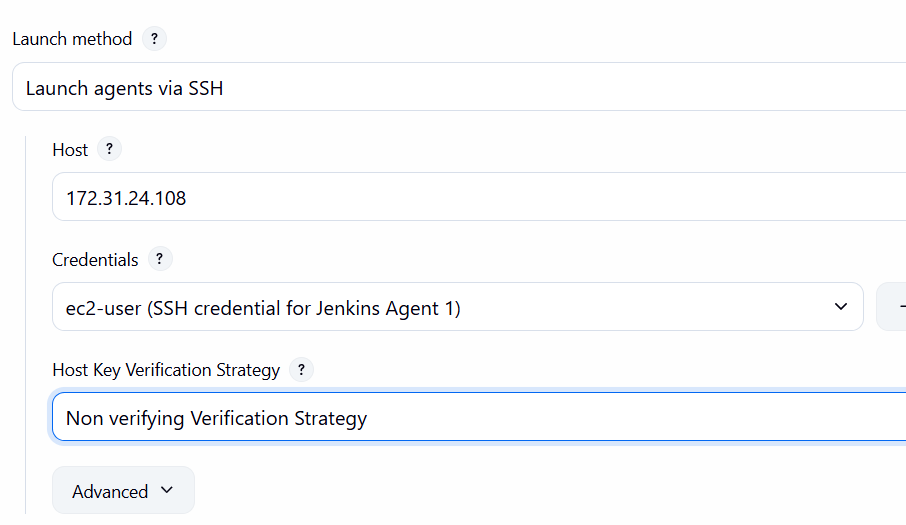 Launch method ?
Launch agents via SSH
Host ?
172.31.24.108
Credentials ?
ec2-user (SSH credential for Jenkins Agent 1)
Host Key Verification Strategy ?
Non verifying Verification Strategy
Advanced